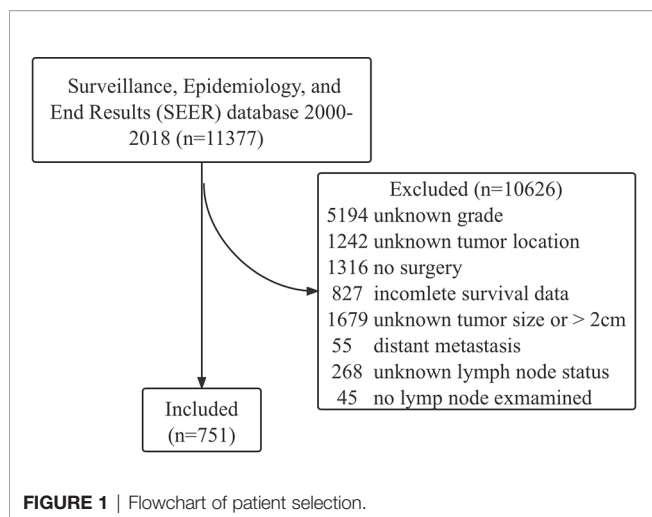 Surveillance, Epidemiology, and
End Results (SEER) database 2000-
2018 (n=11377)
Excluded (n=10626)
5194 unknown grade
1242 unknown tumor location
1316 no surgery
827 incomlete survival data
1679 unknown tumor size or > 2cm
55 distant metastasis
268 unknown lymph node status
45 no lymp node exmamined
Included
(n=751)
FIGURE 1 | Flowchart of patient selection.